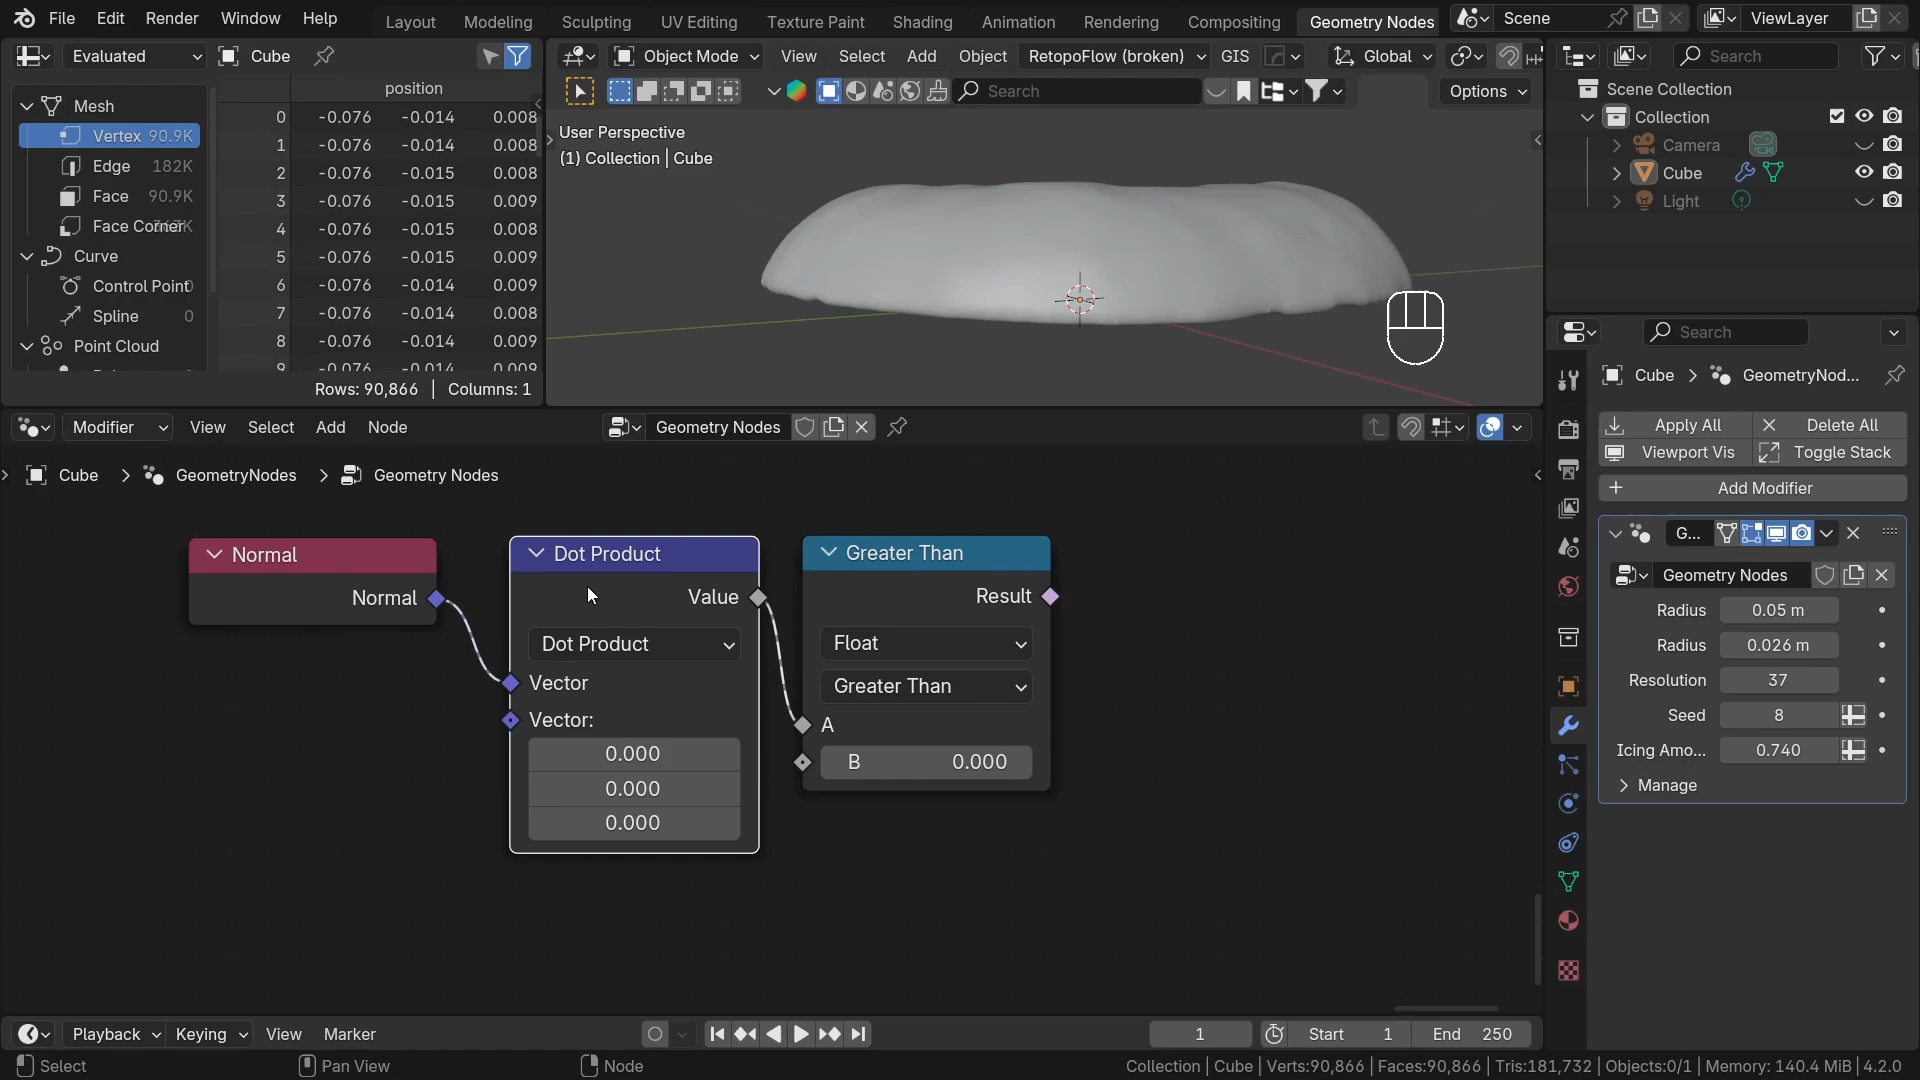 File Edit Render Window Help Layout Modeling Sculpting UV Editing Texture Paint Shading Animation Rendering Compositing Geometry Nodes Scene ViewLayer
Evaluated Cube
Object Mode View Select Add Object RetopoFlow (broken) GIS Global
Search
position
Search Options
Mesh
Vertex 90.9K
Edge 182K
Face 90.9K
Face Corner
Curve
Control Point 0
Spline 0
Point Cloud
0 -0.076 -0.014 0.008
1 -0.076 -0.014 0.008
2 -0.076 -0.015 0.008
3 -0.076 -0.015 0.009
4 -0.076 -0.014 0.008
5 -0.076 -0.015 0.009
6 -0.076 -0.014 0.009
7 -0.076 -0.014 0.008
8 -0.076 -0.014 0.009
9 -0.076 -0.014 0.009
Rows: 90,866 | Columns: 1
User Perspective
(1) Collection | Cube
Scene Collection
Collection
Camera
Cube
Light
Modifier View Select Add Node Geometry Nodes
Cube > GeometryNodes > Geometry Nodes
Normal
Normal
Dot Product
Value
Dot Product
Vector
Vector:
0.000
0.000
0.000
Greater Than
Result
Float
Greater Than
A
B 0.000
Search
Cube > GeometryNod...
Apply All Delete All
Viewport Vis Toggle Stack
Add Modifier
G...
Geometry Nodes
Radius 0.05 m
Radius 0.026 m
Resolution 37
Seed 8
Icing Amo... 0.740
Manage
Playback Keying View Marker 1 Start 1 End 250
Select Pan View Node Collection | Cube | Verts:90,866 | Faces:90,866 | Tris:181,732 | Objects:0/1 | Memory: 140.4 MiB | 4.2.0